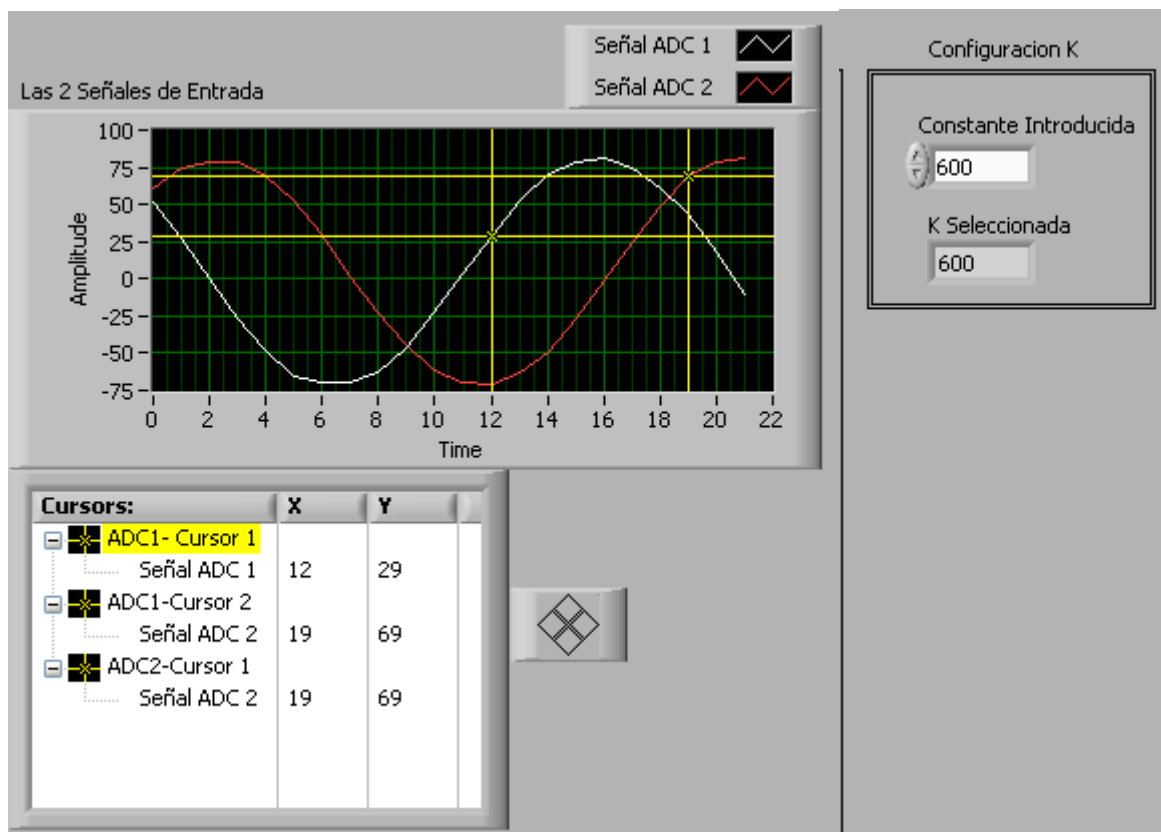 Señal ADC 1
Señal ADC 2
Las 2 Señales de Entrada
100
75
50
25
0
-25
-50
-75
Amplitude
0 2 4 6 8 10 12 14 16 18 20 22
Time
Configuracion K
Constante Introducida
600
K Seleccionada
600
Cursors: X Y
ADC1- Cursor 1
Señal ADC 1 12 29
ADC1-Cursor 2
Señal ADC 2 19 69
ADC2-Cursor 1
Señal ADC 2 19 69